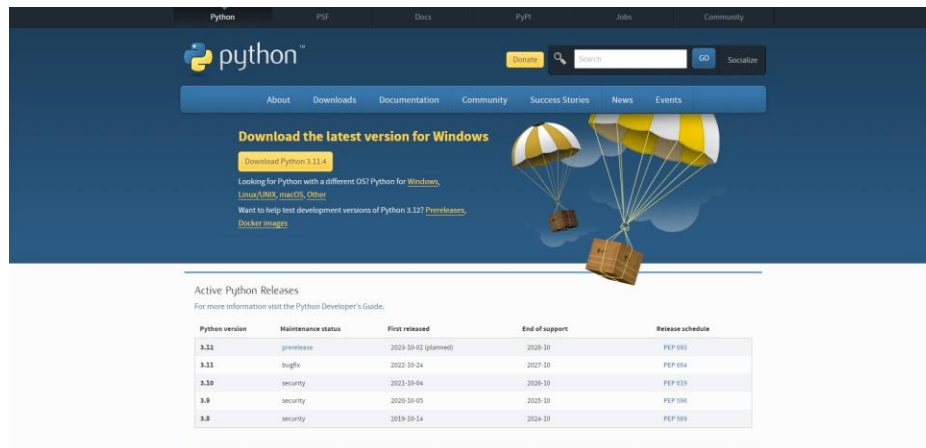 Python PSF Docs PyPI Jobs Community
python™
Donate Search GO Socialize
About Downloads Documentation Community Success Stories News Events
Download the latest version for Windows
Download Python 3.11.4
Looking for Python with a different OS? Python for Windows,
Linux/UNIX, macOS, Other
Want to help test development versions of Python 3.12? Prereleases,
Docker images
Active Python Releases
For more information visit the Python Developer's Guide.
Python version Maintenance status First released End of support Release schedule
3.12 prerelease 2023-10-02 (planned) 2028-10 PEP 693
3.11 bugfix 2022-10-24 2027-10 PEP 664
3.10 security 2021-10-04 2026-10 PEP 619
3.9 security 2020-10-05 2025-10 PEP 596
3.8 security 2019-10-14 2024-10 PEP 569